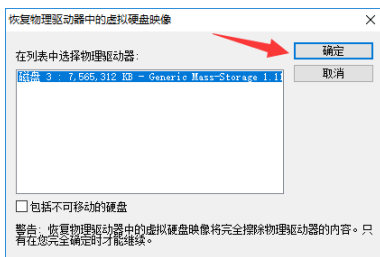 恢复物理驱动器中的虚拟硬盘映像
在列表中选择物理驱动器:
确定
磁盘 3 : 7,565,312 KB - Generic Mass-Storage 1.11
取消
包括不可移动的硬盘
警告: 恢复物理驱动器中的虚拟硬盘映像将完全擦除物理驱动器的内容。只
有在您完全确定时才能继续。